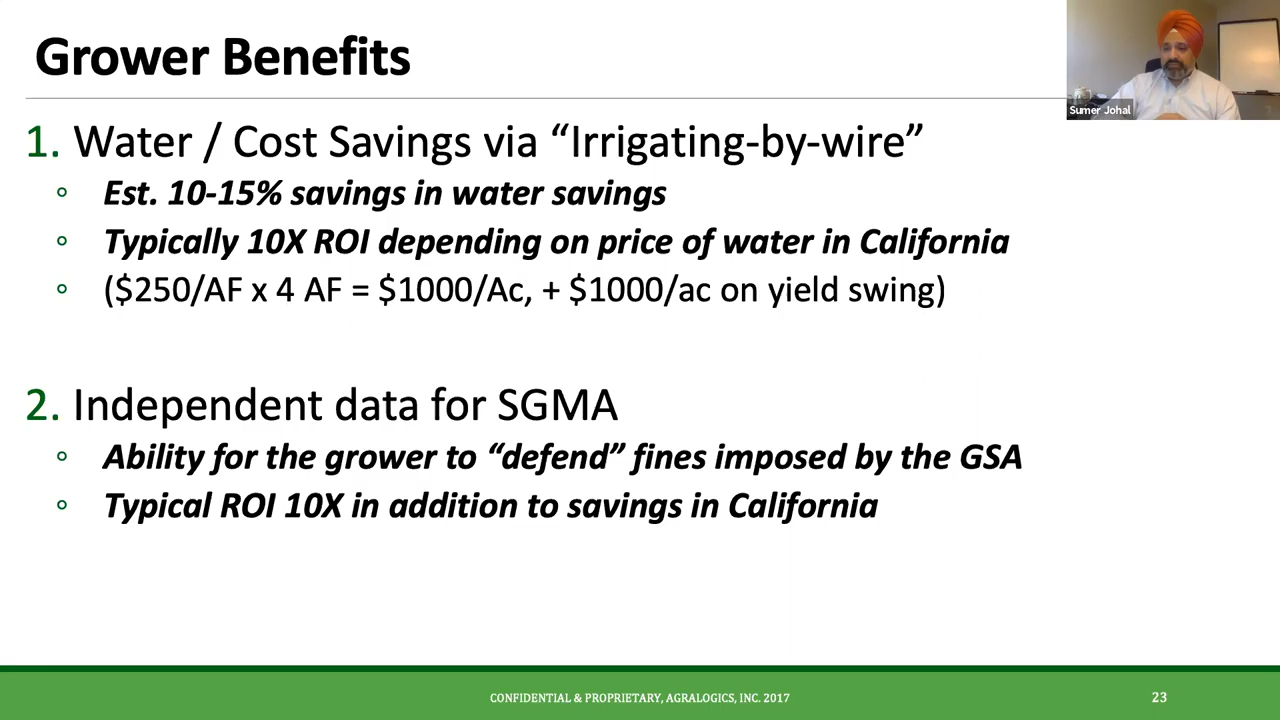 Grower Benefits
Sumer Johal
1. Water / Cost Savings via “Irrigating-by-wire”
Est. 10-15% savings in water savings
Typically 10X ROI depending on price of water in California
($250/AF x 4 AF = $1000/Ac, + $1000/ac on yield swing)
2. Independent data for SGMA
Ability for the grower to “defend” fines imposed by the GSA
Typical ROI 10X in addition to savings in California
CONFIDENTIAL & PROPRIETARY, AGRALOGICS, INC. 2017
23